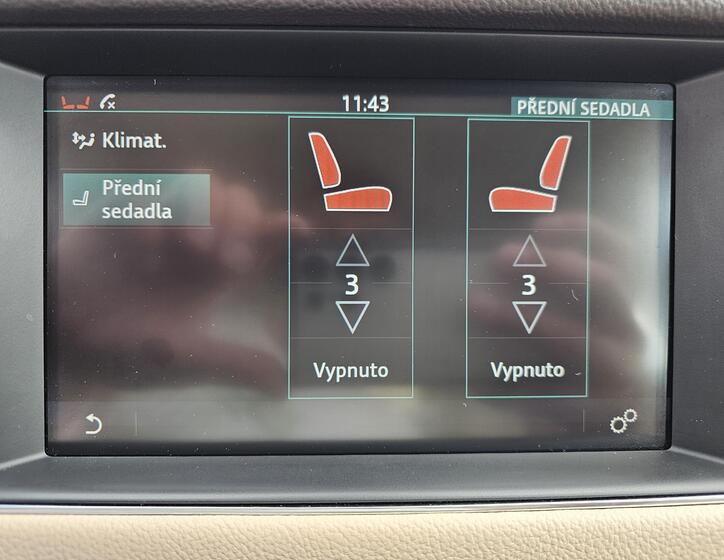 11:43
PŘEDNÍ SEDADLA
Klimat.
Přední
sedadla
3
3
Vypnuto
Vypnuto